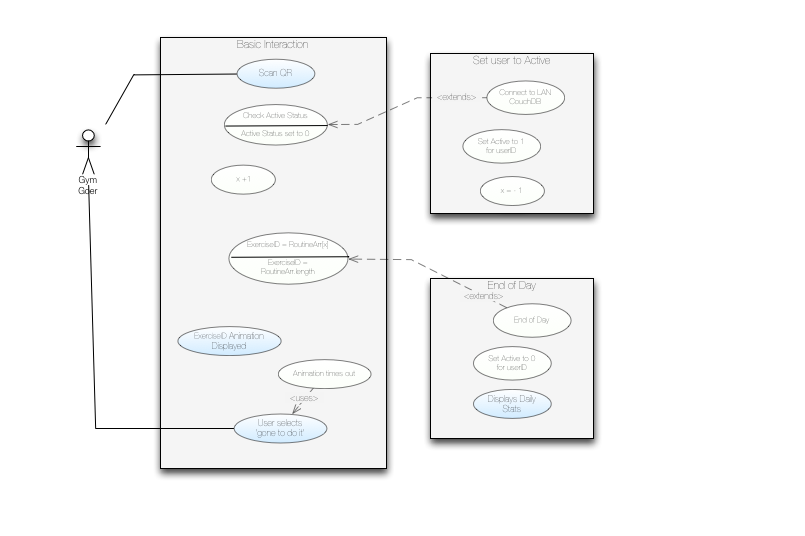 Basic Interaction
Scan QR
Check Active Status
Active Status set to 0
x +1
ExerciseID = RoutineArr[x]
ExerciseID =
RoutineArr.length
ExerciseID Animation
Displayed
Animation times out
<uses>
User selects
'gone to do it'
Gym
Goer
Set user to Active
<extends>
Connect to LAN
CouchDB
Set Active to 1
for userID
x = - 1
End of Day
<extends>
End of Day
Set Active to 0
for userID
Displays Daily
Stats